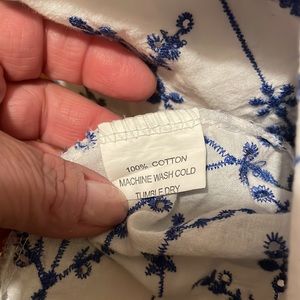 100% COTTON
MACHINE WASH COLD
TUMBLE DRY